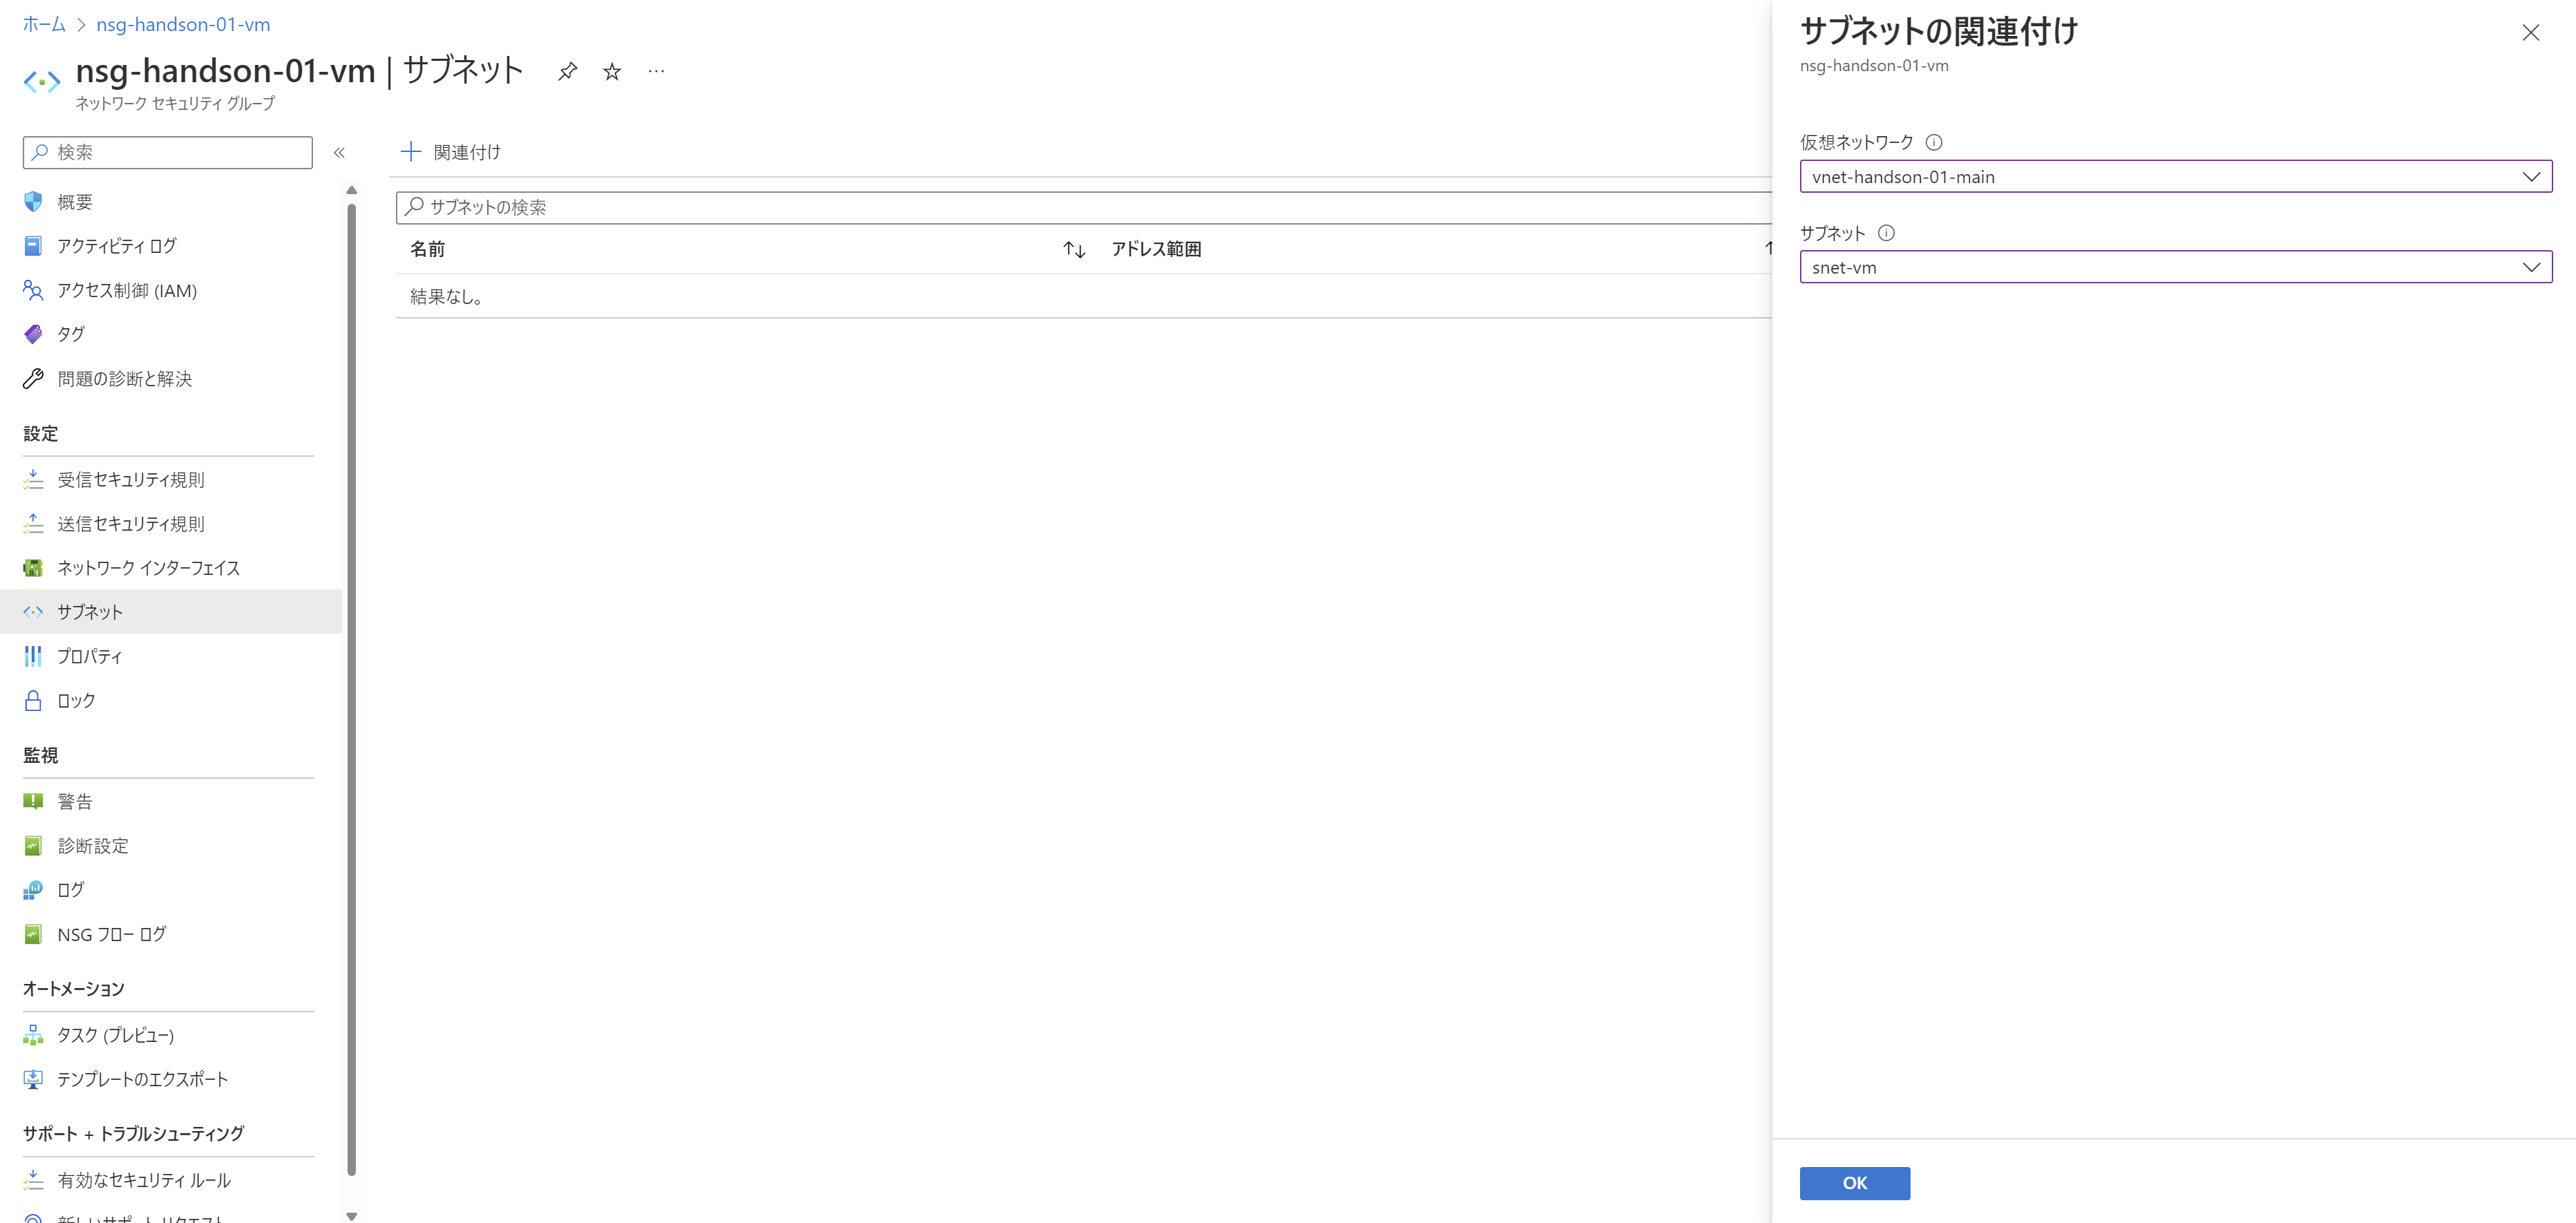 ホーム > nsg-handson-01-vm
nsg-handson-01-vm | サブネット ...
ネットワーク セキュリティ グループ
検索 «
概要
アクティビティ ログ
アクセス制御 (IAM)
タグ
問題の診断と解決
設定
受信セキュリティ規則
送信セキュリティ規則
ネットワーク インターフェイス
サブネット
プロパティ
ロック
監視
警告
診断設定
ログ
NSG フロー ログ
オートメーション
タスク (プレビュー)
テンプレートのエクスポート
サポート + トラブルシューティング
有効なセキュリティ ルール
新しいサポート リクエスト
+ 関連付け
サブネットの検索
名前 ↑↓ アドレス範囲 ↑
結果なし。
サブネットの関連付け
nsg-handson-01-vm
仮想ネットワーク
vnet-handson-01-main
サブネット
snet-vm
OK